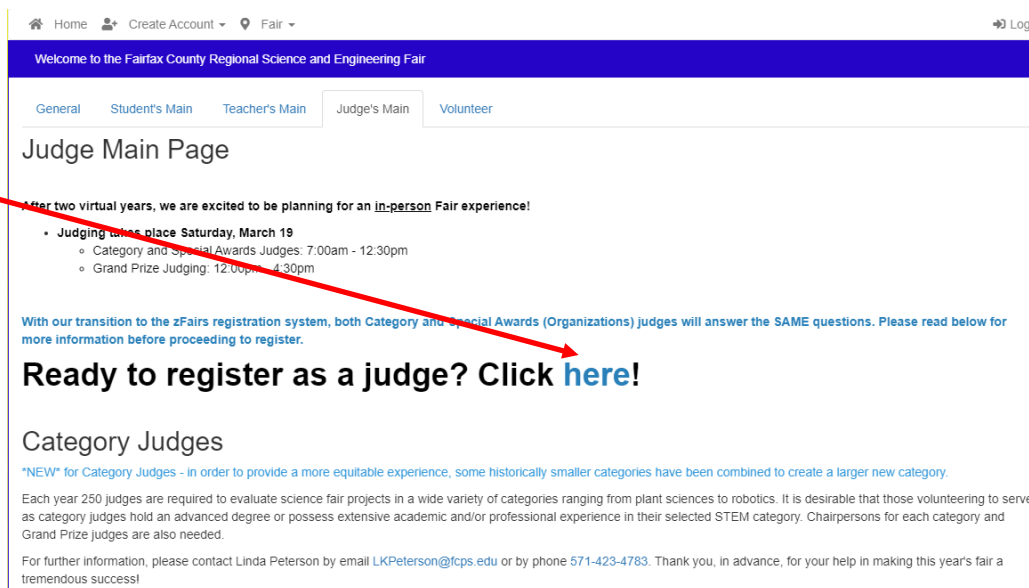 Home Create Account Fair Log
Welcome to the Fairfax County Regional Science and Engineering Fair
General Student's Main Teacher's Main Judge's Main Volunteer
Judge Main Page
After two virtual years, we are excited to be planning for an in-person Fair experience!
• Judging takes place Saturday, March 19
◦ Category and Special Awards Judges: 7:00am - 12:30pm
◦ Grand Prize Judging: 12:00pm - 4:30pm
With our transition to the zFairs registration system, both Category and Special Awards (Organizations) judges will answer the SAME questions. Please read below for
more information before proceeding to register.
Ready to register as a judge? Click here!
Category Judges
*NEW* for Category Judges - in order to provide a more equitable experience, some historically smaller categories have been combined to create a larger new category.
Each year 250 judges are required to evaluate science fair projects in a wide variety of categories ranging from plant sciences to robotics. It is desirable that those volunteering to serve
as category judges hold an advanced degree or possess extensive academic and/or professional experience in their selected STEM category. Chairpersons for each category and
Grand Prize judges are also needed.
For further information, please contact Linda Peterson by email LKPeterson@fcps.edu or by phone 571-423-4783. Thank you, in advance, for your help in making this year's fair a
tremendous success!